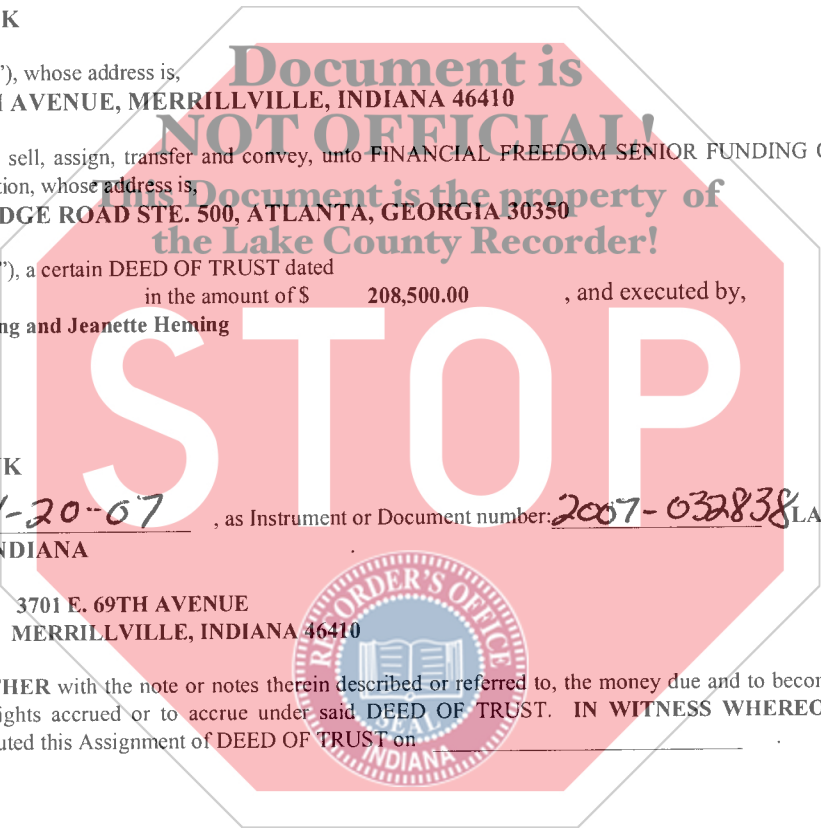 K
"), whose address is,
Document is
AVENUE, MERRILLVILLE, INDIANA 46410
NOT OFFICIAL!
sell, assign, transfer and convey, unto FINANCIAL FREEDOM SENIOR FUNDING
tion, whose address is,
This Document is the property of
DGE ROAD STE. 500, ATLANTA, GEORGIA 30350
the Lake County Recorder!
"), a certain DEED OF TRUST dated
in the amount of $ 208,500.00 , and executed by,
ng and Jeanette Heming
STOP
K
-20-07 , as Instrument or Document number: 2007-032838 LA
NDIANA
RECORDER'S OFFICE
3701 E. 69TH AVENUE
MERRILLVILLE, INDIANA 46410
THER with the note or notes therein described or referred to, the money due and to becom
ights accrued or to accrue under said DEED OF TRUST. IN WITNESS WHEREO
SEAL
uted this Assignment of DEED OF TRUST on
INDIANA